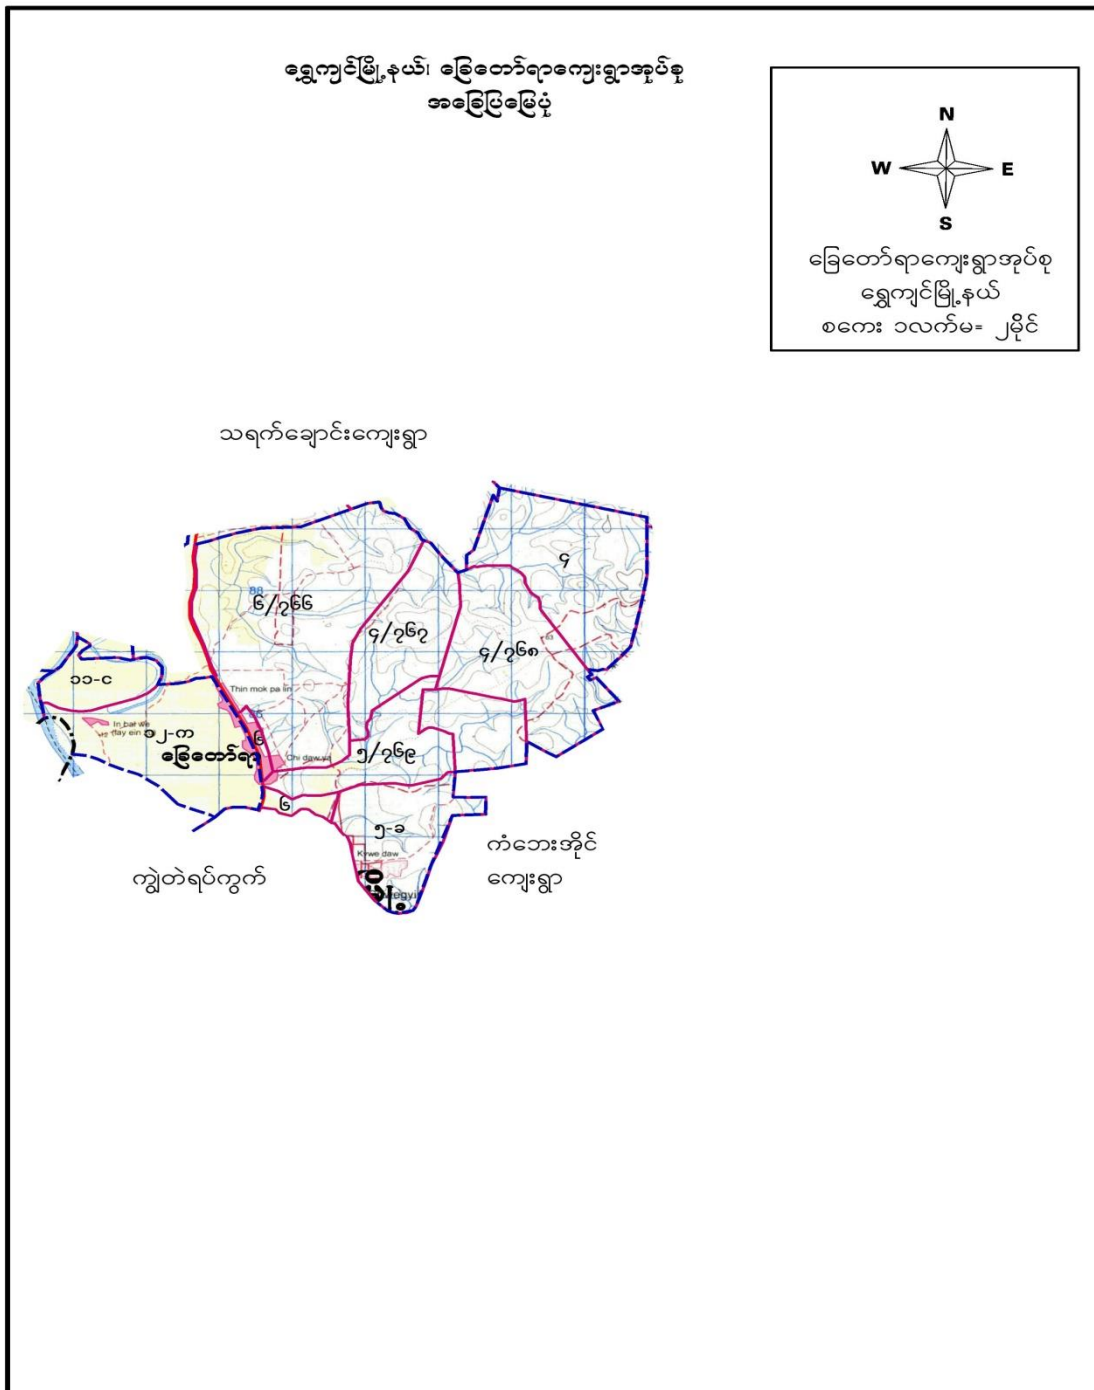 ရွှေကျင်မြို့နယ်၊ ခြေတော်ရာကျေးရွာအုပ်စု
အခြေပြမြေပုံ
N
W E
S
ခြေတော်ရာကျေးရွာအုပ်စု
ရွှေကျင်မြို့နယ်
စကေး ၁လက်မ= ၂မိုင်
သရက်ချောင်းကျေးရွာ
၄
88
၆/၇၆၆
၄/၇၆၇
၄/၇၆၈
၁၁-င
Thin mok pa lin
In bat we
(lay ein
၁၂-က
၆
ခြေတော်ရာ
Chi daw ya
၅/၇၆၉
၆
၅-ခ
Kywe daw
ကံဘေးအိုင်
ကျေးရွာ
ကျွဲတဲရပ်ကွက်